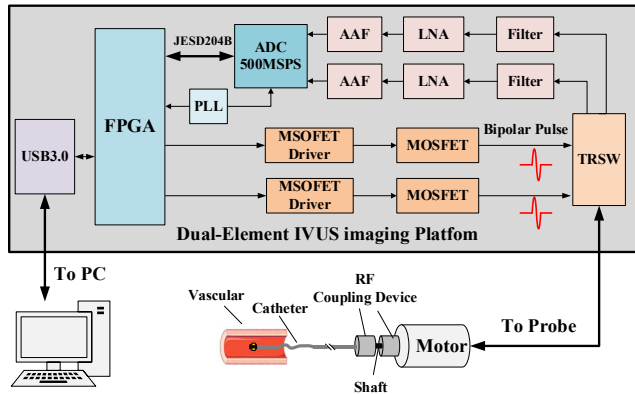 JESD204B
ADC
500MSPS
AAF
LNA
Filter
AAF
LNA
Filter
PLL
FPGA
USB3.0
MSOFET
Driver
MOSFET
Bipolar Pulse
TRSW
MSOFET
Driver
MOSFET
Dual-Element IVUS imaging Platfom
To PC
Vascular
Catheter
RF
Coupling Device
To Probe
Motor
Shaft